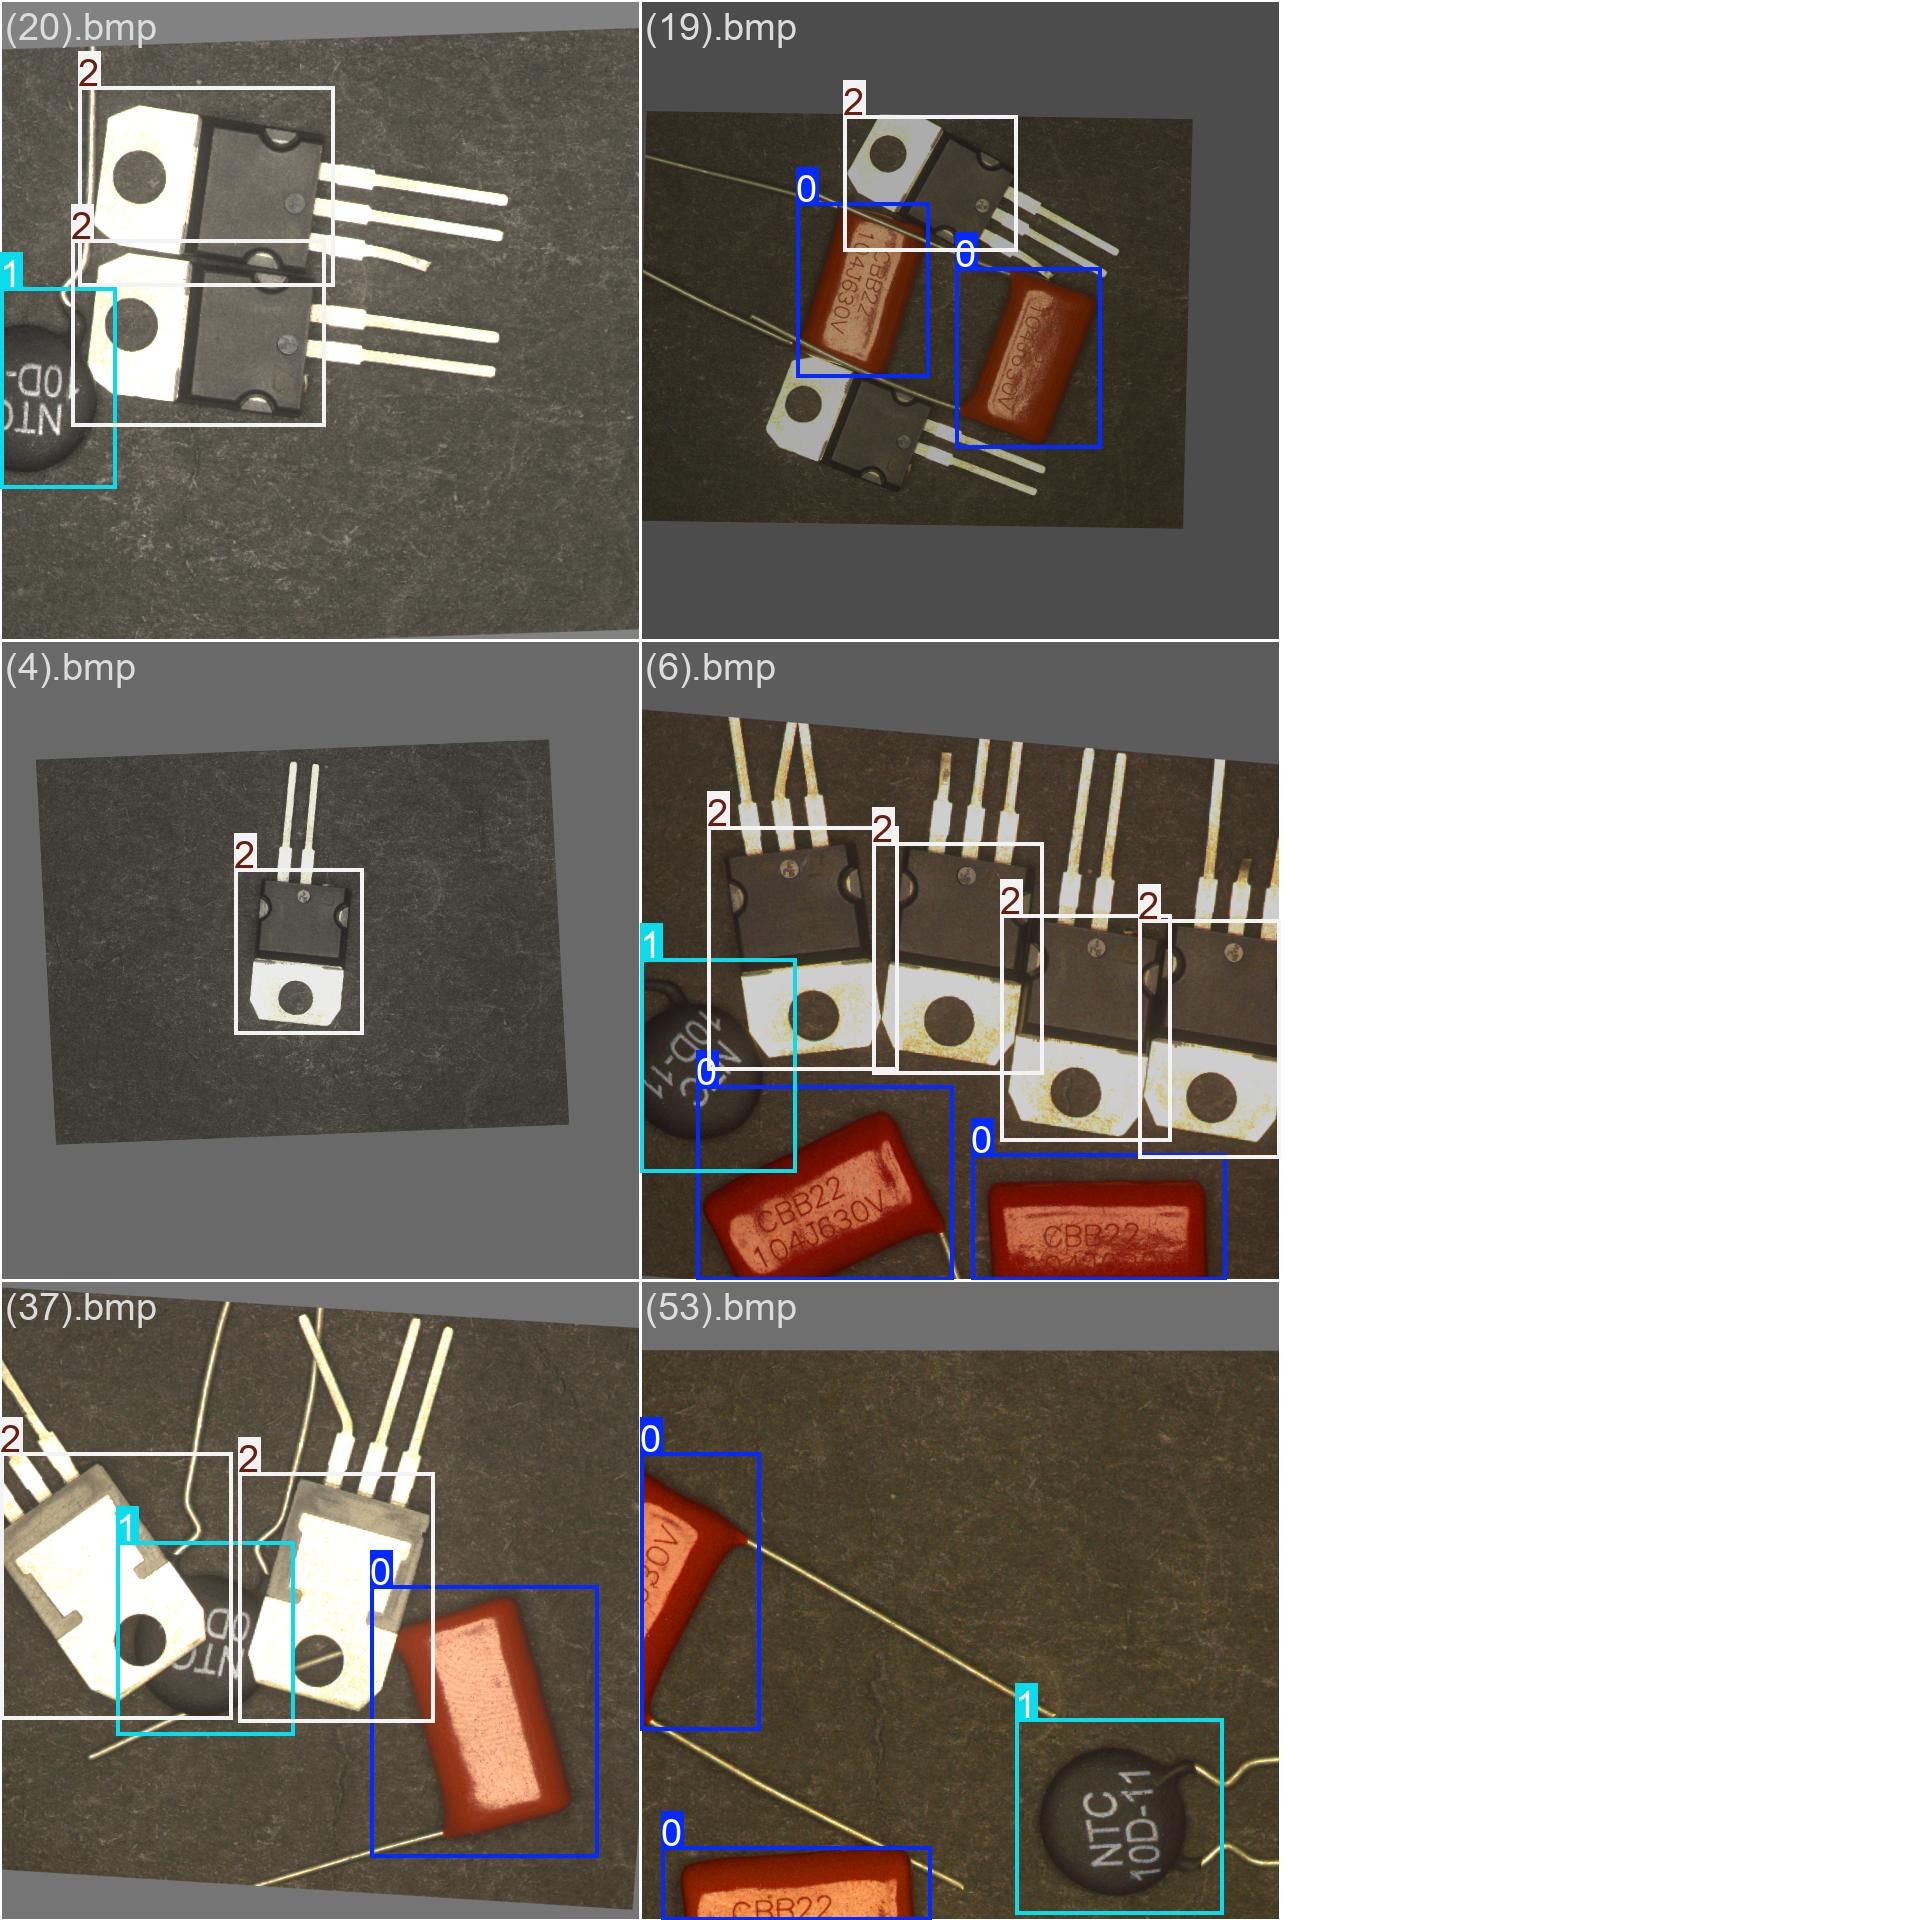 (20).bmp
2
2
1
NTC
10D-
(19).bmp
2
0
0
CBB22
104J630V
104J630V
(4).bmp
2
(6).bmp
2
2
2
2
1
NTC
10D-11
0
0
CBB22
104J630V
CBB22
(37).bmp
2
2
1
0
NTC
0D
(53).bmp
0
630V
1
NTC
10D-11
0
CBB22